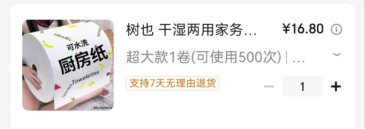 可水洗
厨房纸
Towelettes
树也 干湿两用家务… ¥16.80
超大款1卷(可使用500次) | …
支持7天无理由退货
1